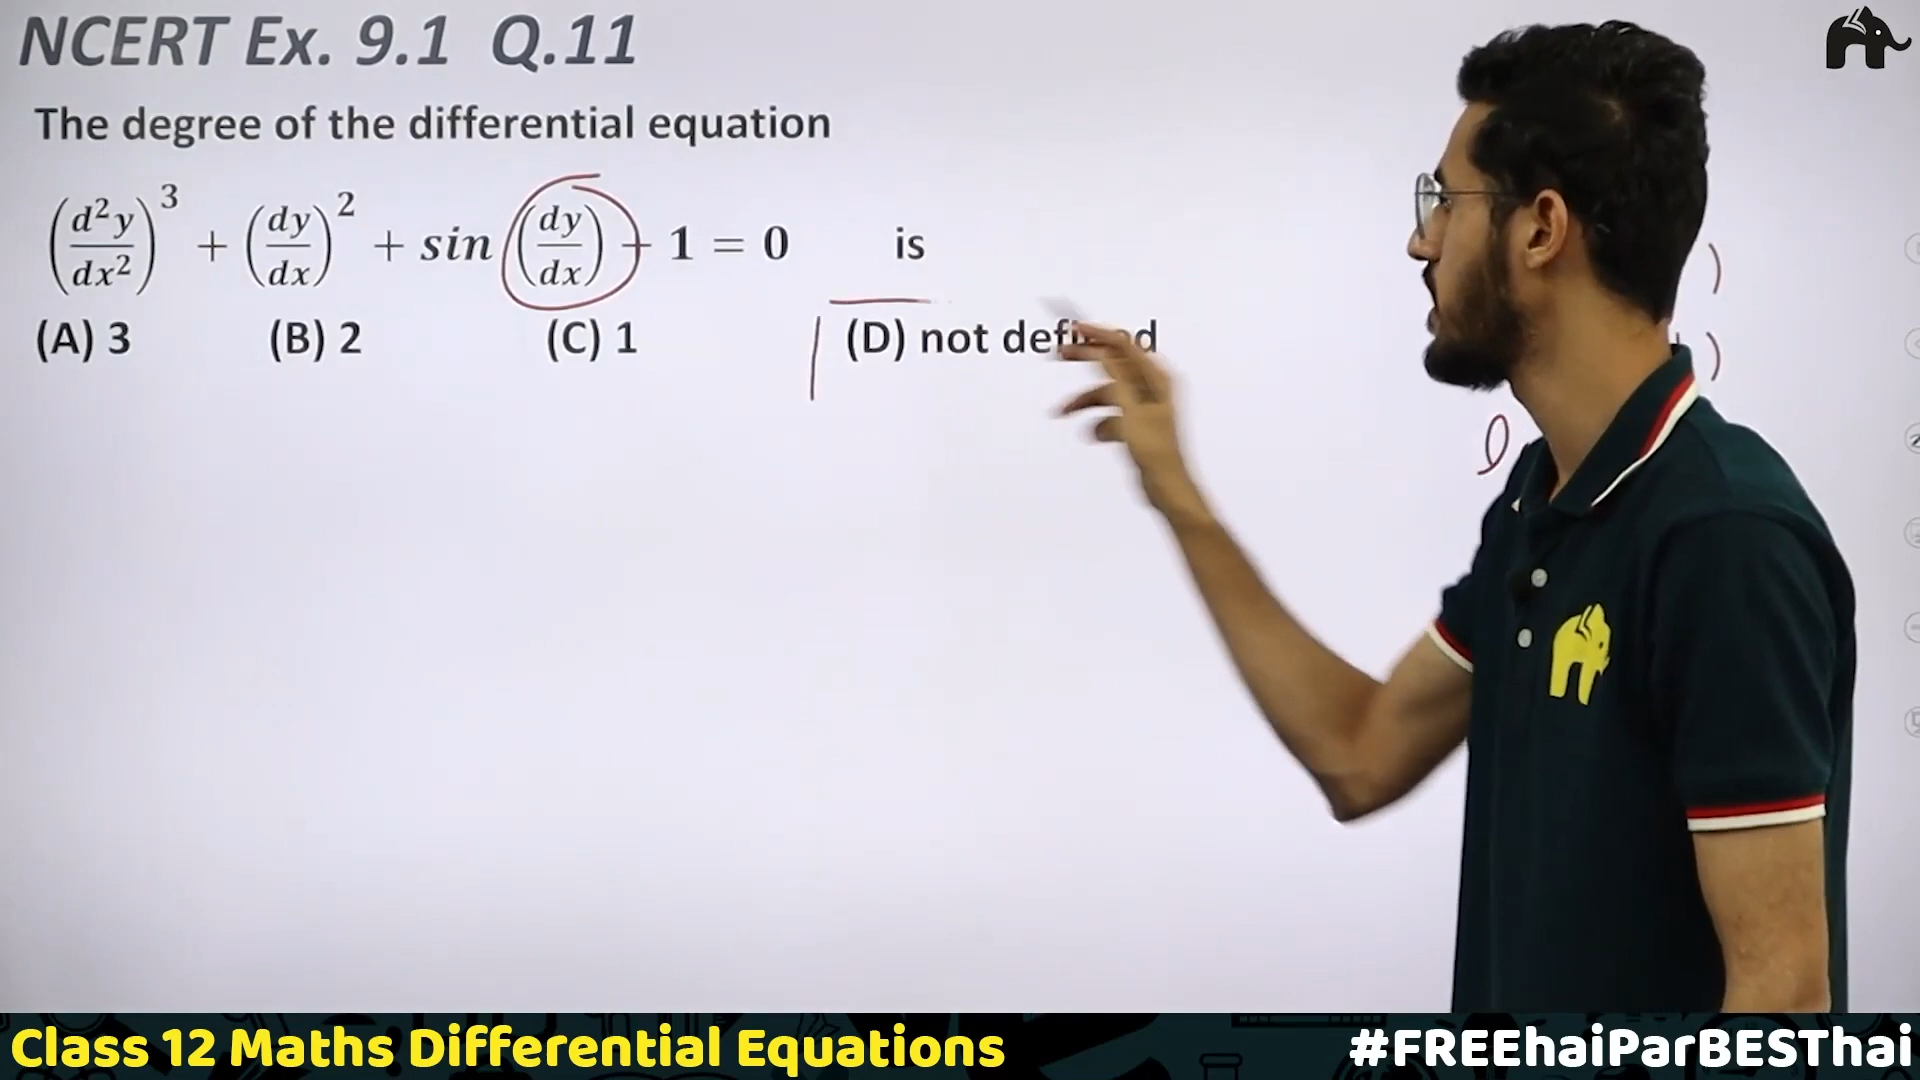 NCERT Ex. 9.1 Q.11
The degree of the differential equation
(d²y/dx²)³ + (dy/dx)² + sin(dy/dx) + 1 = 0 is
(A) 3 (B) 2 (C) 1 (D) not defined
Class 12 Maths Differential Equations #FREEhaiParBESThai